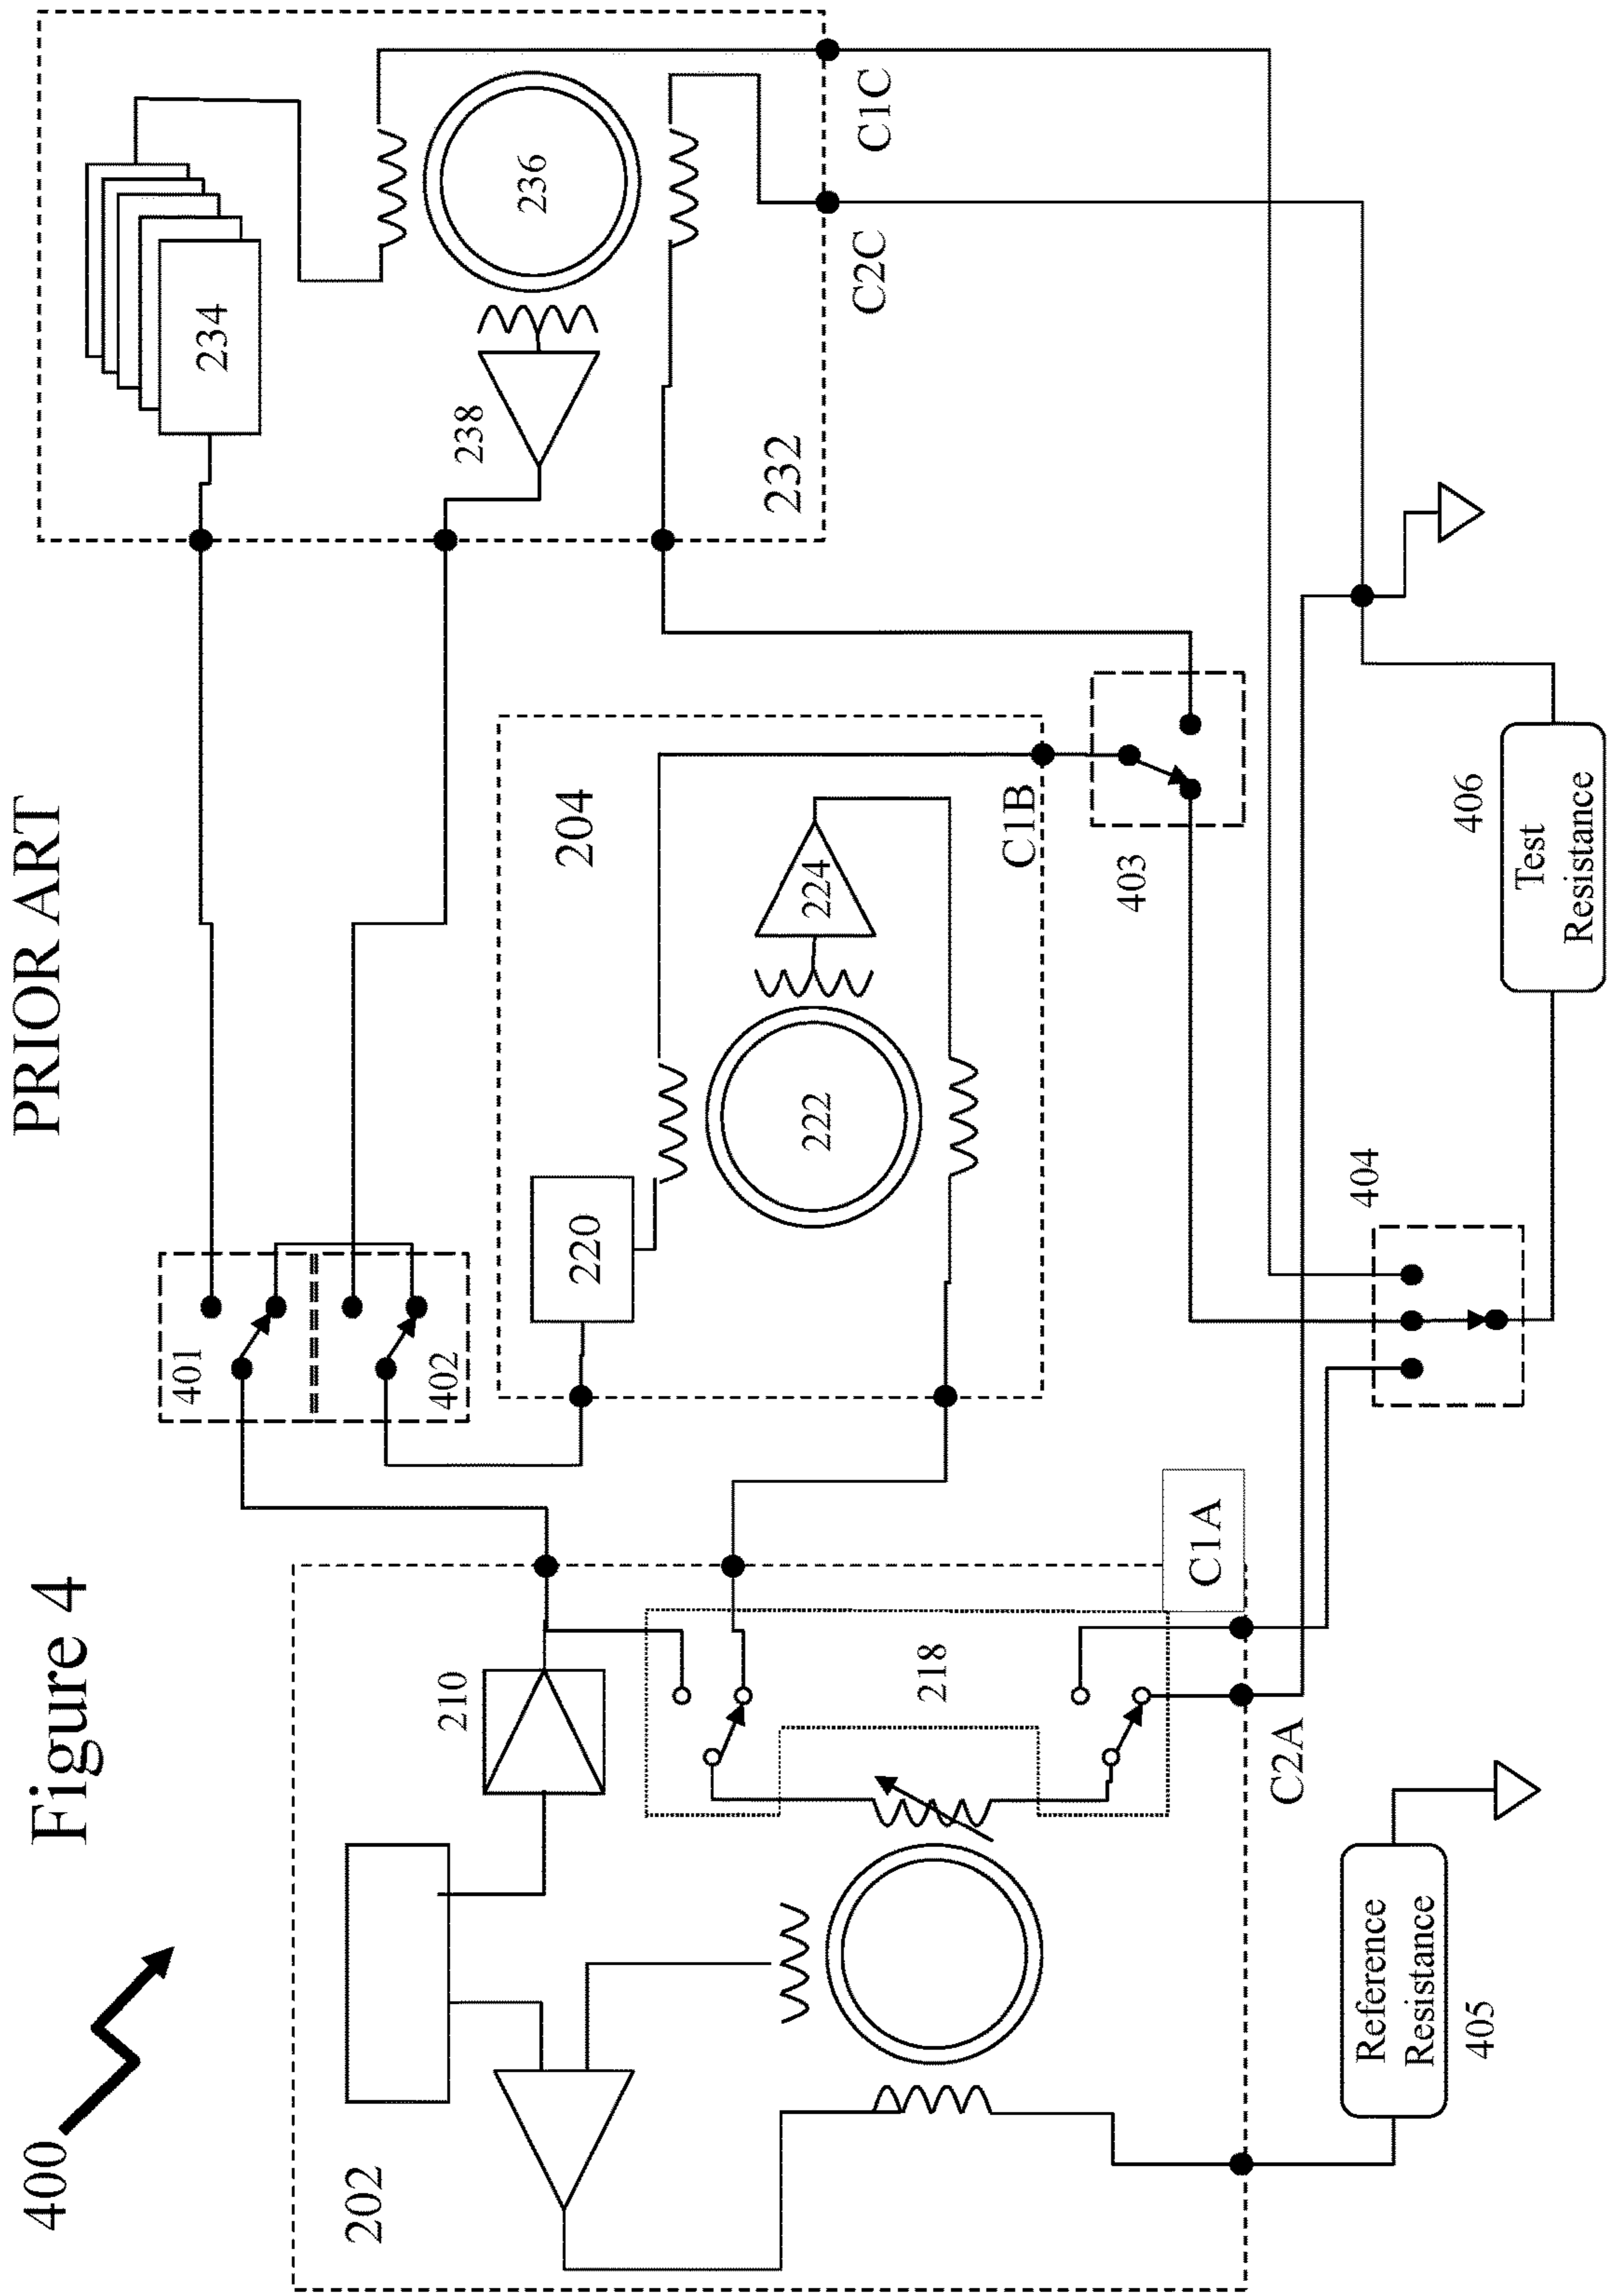 Figure 4
PRIOR ART
400
202
210
218
C1A
C2A
401
402
204
220
222
224
C1B
232
234
236
238
C1C
C2C
403
404
Reference
Resistance
405
Test
Resistance
406